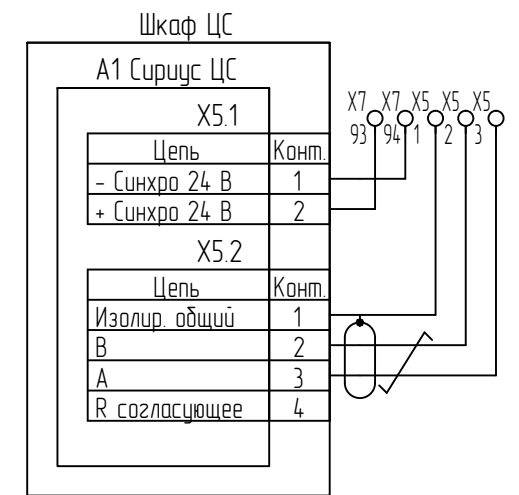 Шкаф ЦС
А1 Сириус ЦС
X7 X7 X5 X5 X5
93 94 1 2 3
X5.1
Цепь Конт.
- Синхро 24 В 1
+ Синхро 24 В 2
X5.2
Цепь Конт.
Изолир. общий 1
B 2
A 3
R согласующее 4